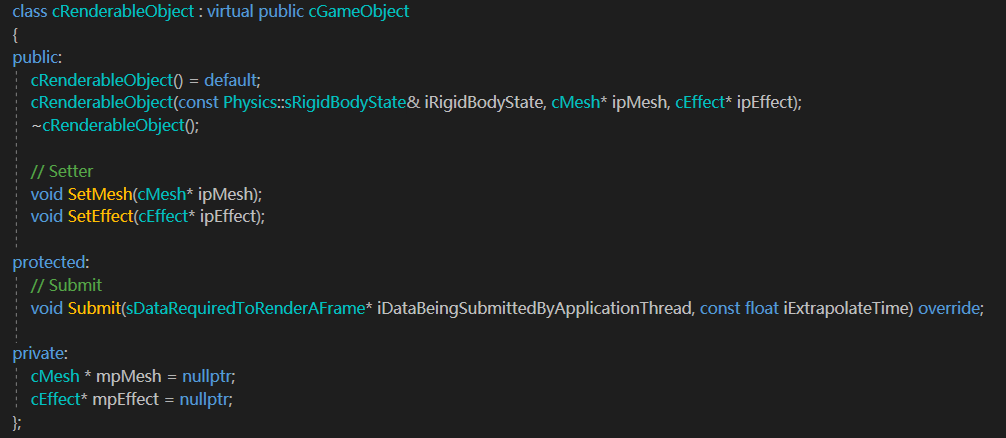 class cRenderableObject : virtual public cGameObject
{
public:
cRenderableObject() = default;
cRenderableObject(const Physics::sRigidBodyState& iRigidBodyState, cMesh* ipMesh, cEffect* ipEffect);
~cRenderableObject();
// Setter
void SetMesh(cMesh* ipMesh);
void SetEffect(cEffect* ipEffect);
protected:
// Submit
void Submit(sDataRequiredToRenderAFrame* iDataBeingSubmittedByApplicationThread, const float iExtrapolateTime) override;
private:
cMesh * mpMesh = nullptr;
cEffect* mpEffect = nullptr;
};